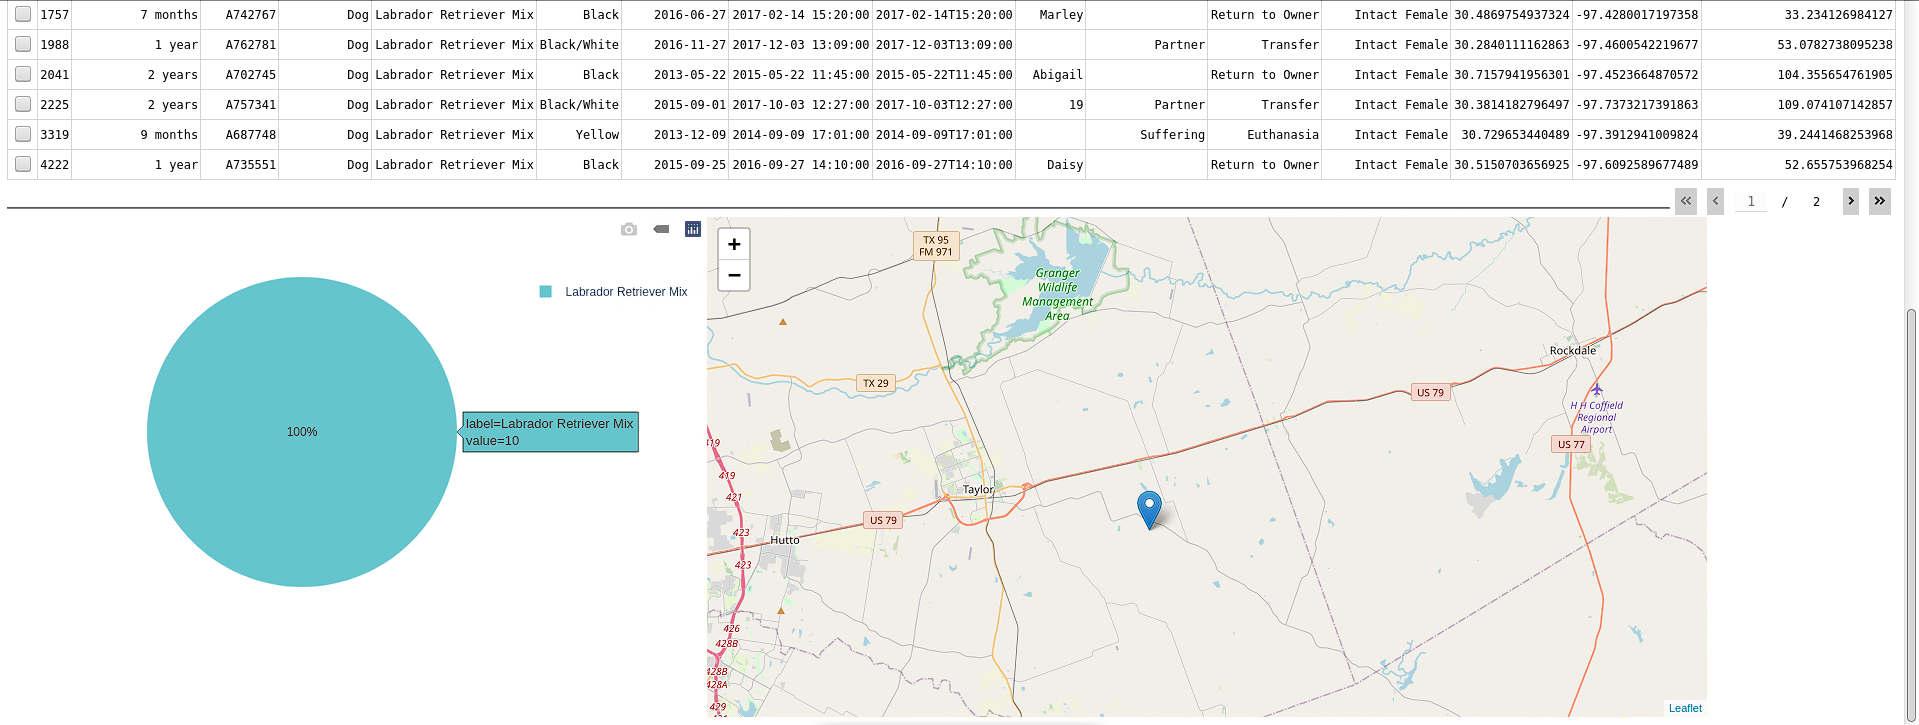 1757 7 months A742767 Dog Labrador Retriever Mix Black 2016-06-27 2017-02-14 15:20:00 2017-02-14T15:20:00 Marley Return to Owner Intact Female 30.4869754937324 -97.4280017197358 33.234126984127
1988 1 year A762781 Dog Labrador Retriever Mix Black/White 2016-11-27 2017-12-03 13:09:00 2017-12-03T13:09:00 Partner Transfer Intact Female 30.2840111162863 -97.4600542219677 53.0782738095238
2041 2 years A702745 Dog Labrador Retriever Mix Black 2013-05-22 2015-05-22 11:45:00 2015-05-22T11:45:00 Abigail Return to Owner Intact Female 30.7157941956301 -97.4523664870572 104.355654761905
2225 2 years A757341 Dog Labrador Retriever Mix Black/White 2015-09-01 2017-10-03 12:27:00 2017-10-03T12:27:00 19 Partner Transfer Intact Female 30.3814182796497 -97.7373217391863 109.074107142857
3319 9 months A687748 Dog Labrador Retriever Mix Yellow 2013-12-09 2014-09-09 17:01:00 2014-09-09T17:01:00 Suffering Euthanasia Intact Female 30.729653440489 -97.3912941009824 39.2441468253968
4222 1 year A735551 Dog Labrador Retriever Mix Black 2015-09-25 2016-09-27 14:10:00 2016-09-27T14:10:00 Daisy Return to Owner Intact Female 30.5150703656925 -97.6092589677489 52.655753968254
« ‹ 1 / 2 › »
Labrador Retriever Mix
100%
label=Labrador Retriever Mix
value=10
+
−
TX 95
FM 971
Granger
Wildlife
Management
Area
Rockdale
TX 29
US 79
H H Coffield
Regional
Airport
US 77
419
419
421
Taylor
US 79
423
Hutto
423
426
428B
428B
428A
429
Leaflet